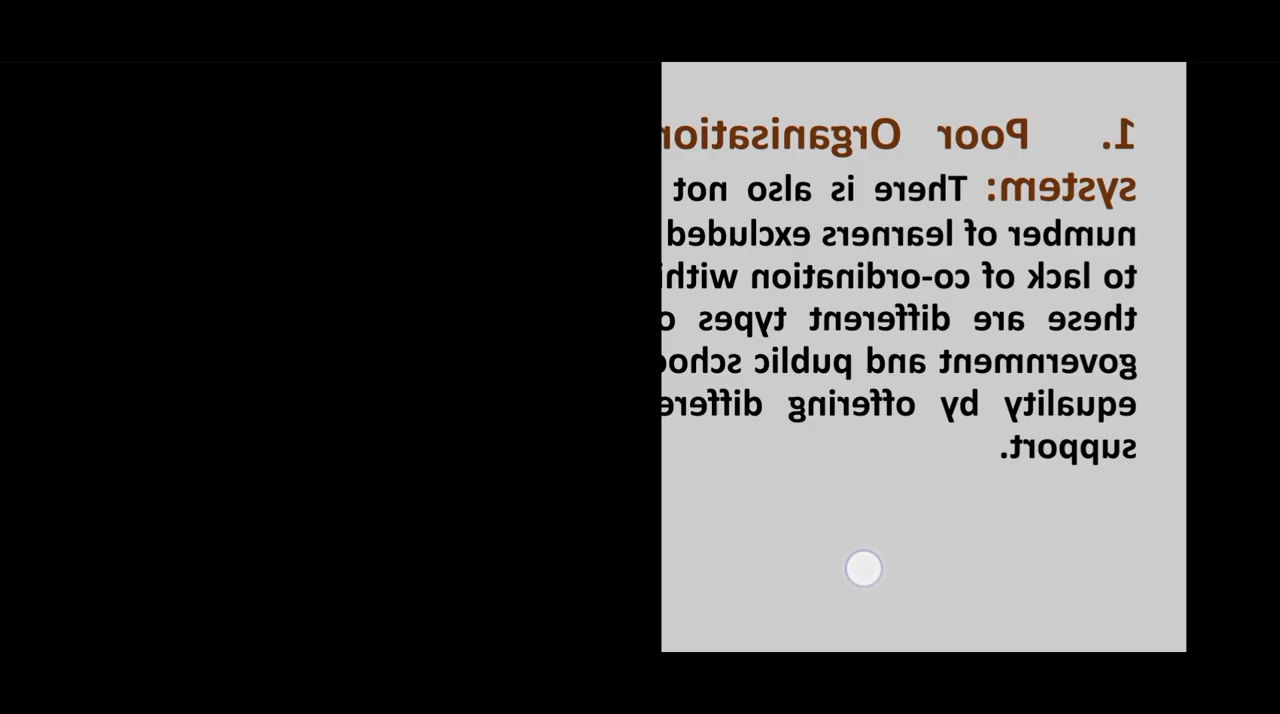 1. Poor Organisation
system: There is also not
number of learners excluded
to lack of co-ordination
these are different types
government and public
equality by offering
support.